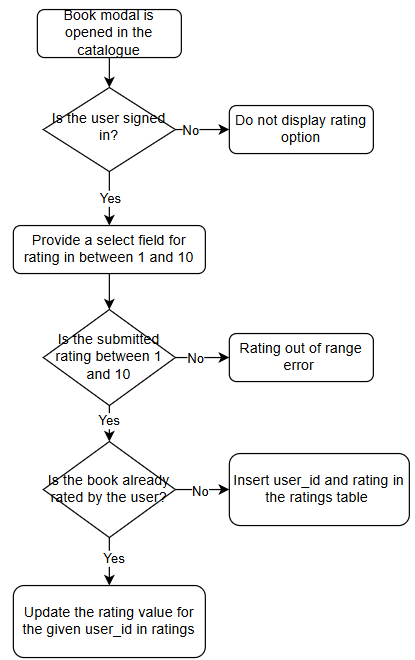 Book modal is
opened in the
catalogue
Is the user signed
in?
No
Do not display rating
option
Yes
Provide a select field for
rating in between 1 and 10
Is the submitted
rating between 1
and 10
No
Rating out of range
error
Yes
Is the book already
rated by the user?
No
Insert user_id and rating in
the ratings table
Yes
Update the rating value for
the given user_id in ratings